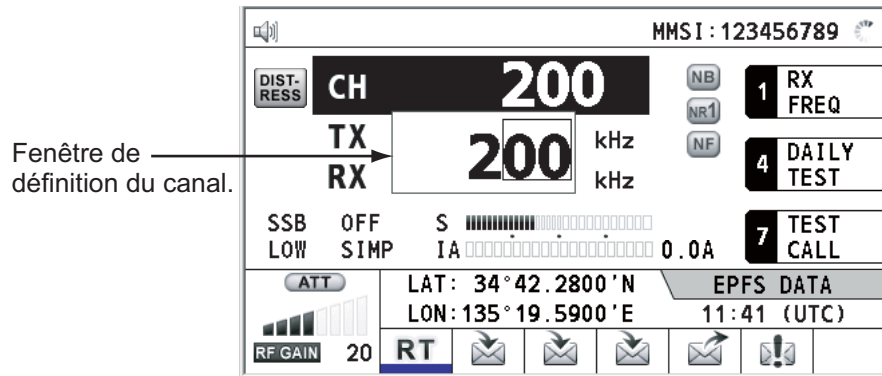 MMSI:123456789
DIST-
RESS
CH 200
NB
NR1
NF
1 RX
FREQ
Fenêtre de
définition du canal.
TX
RX
200
kHz
kHz
4 DAILY
TEST
SSB OFF S
LOW SIMP IA 0.0A
7 TEST
CALL
ATT
LAT: 34°42.2800'N
LON:135°19.5900'E
EPFS DATA
11:41 (UTC)
RF GAIN 20
RT